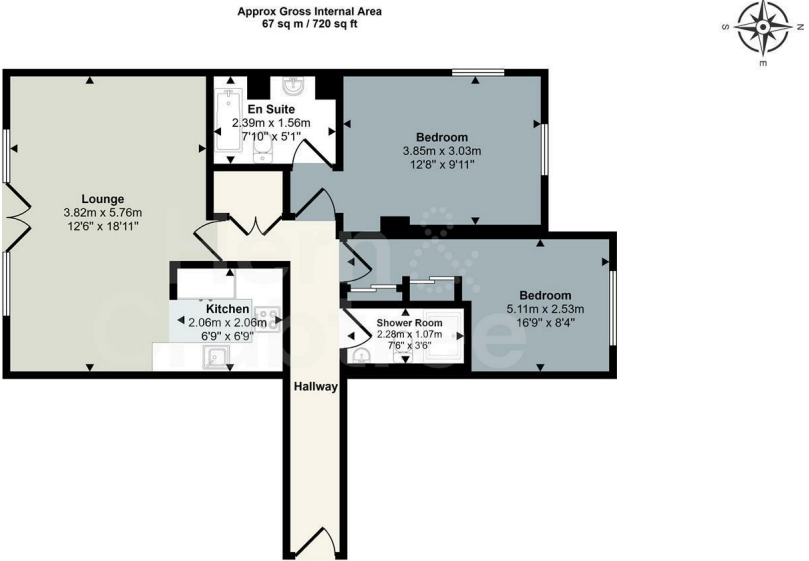 Approx Gross Internal Area
67 sq m / 720 sq ft
S
N
E
En Suite
2.39m x 1.56m
7'10" x 5'1"
Bedroom
3.85m x 3.03m
12'8" x 9'11"
Lounge
3.82m x 5.76m
12'6" x 18'11"
Hern &
Crabtree
Bedroom
5.11m x 2.53m
16'9" x 8'4"
Kitchen
2.06m x 2.06m
6'9" x 6'9"
Shower Room
2.28m x 1.07m
7'6" x 3'6"
Hallway